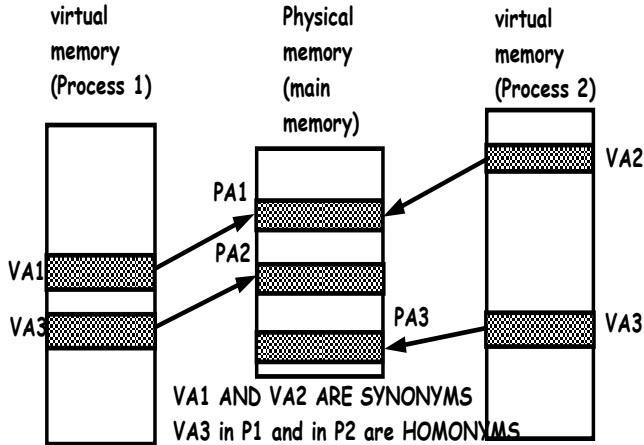 virtual
memory
(Process 1)
Physical
memory
(main
memory)
virtual
memory
(Process 2)
VA2
PA1
PA2
VA1
VA3
PA3
VA3
VA1 AND VA2 ARE SYNONYMS
VA3 in P1 and in P2 are HOMONYMS